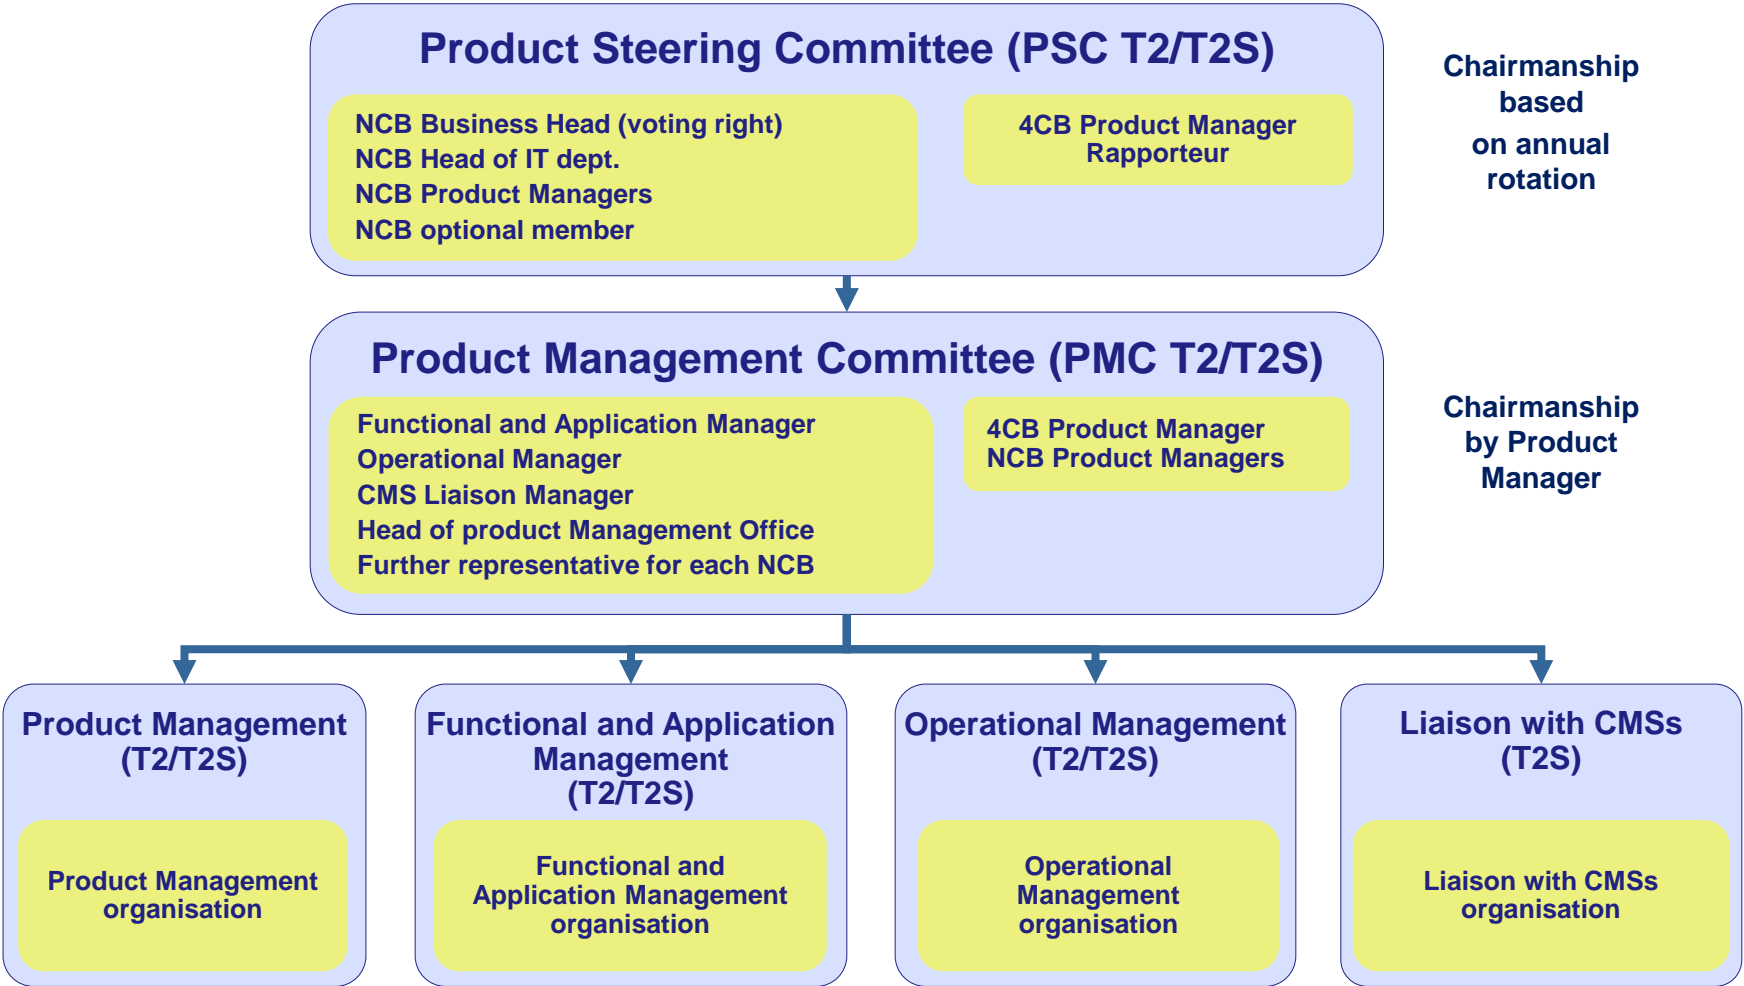 Product Steering Committee (PSC T2/T2S)
NCB Business Head (voting right)
NCB Head of IT dept.
NCB Product Managers
NCB optional member
4CB Product Manager
Rapporteur
Chairmanship
based
on annual
rotation
Product Management Committee (PMC T2/T2S)
Functional and Application Manager
Operational Manager
CMS Liaison Manager
Head of product Management Office
Further representative for each NCB
4CB Product Manager
NCB Product Managers
Chairmanship
by Product
Manager
Product Management
(T2/T2S)
Product Management
organisation
Functional and Application
Management
(T2/T2S)
Functional and
Application Management
organisation
Operational Management
(T2/T2S)
Operational
Management
organisation
Liaison with CMSs
(T2S)
Liaison with CMSs
organisation